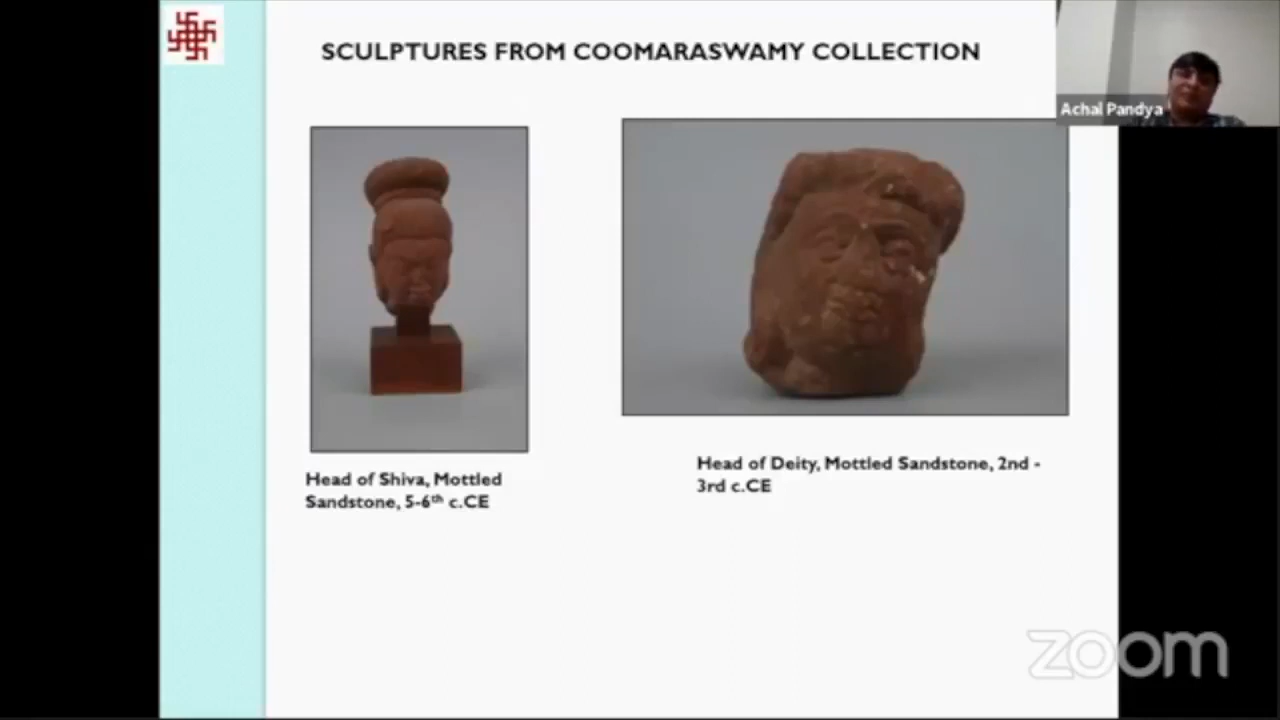 SCULPTURES FROM COOMARASWAMY COLLECTION
Achal Pandya
Head of Shiva, Mottled
Sandstone, 5-6th c.CE
Head of Deity, Mottled Sandstone, 2nd -
3rd c.CE
zoom